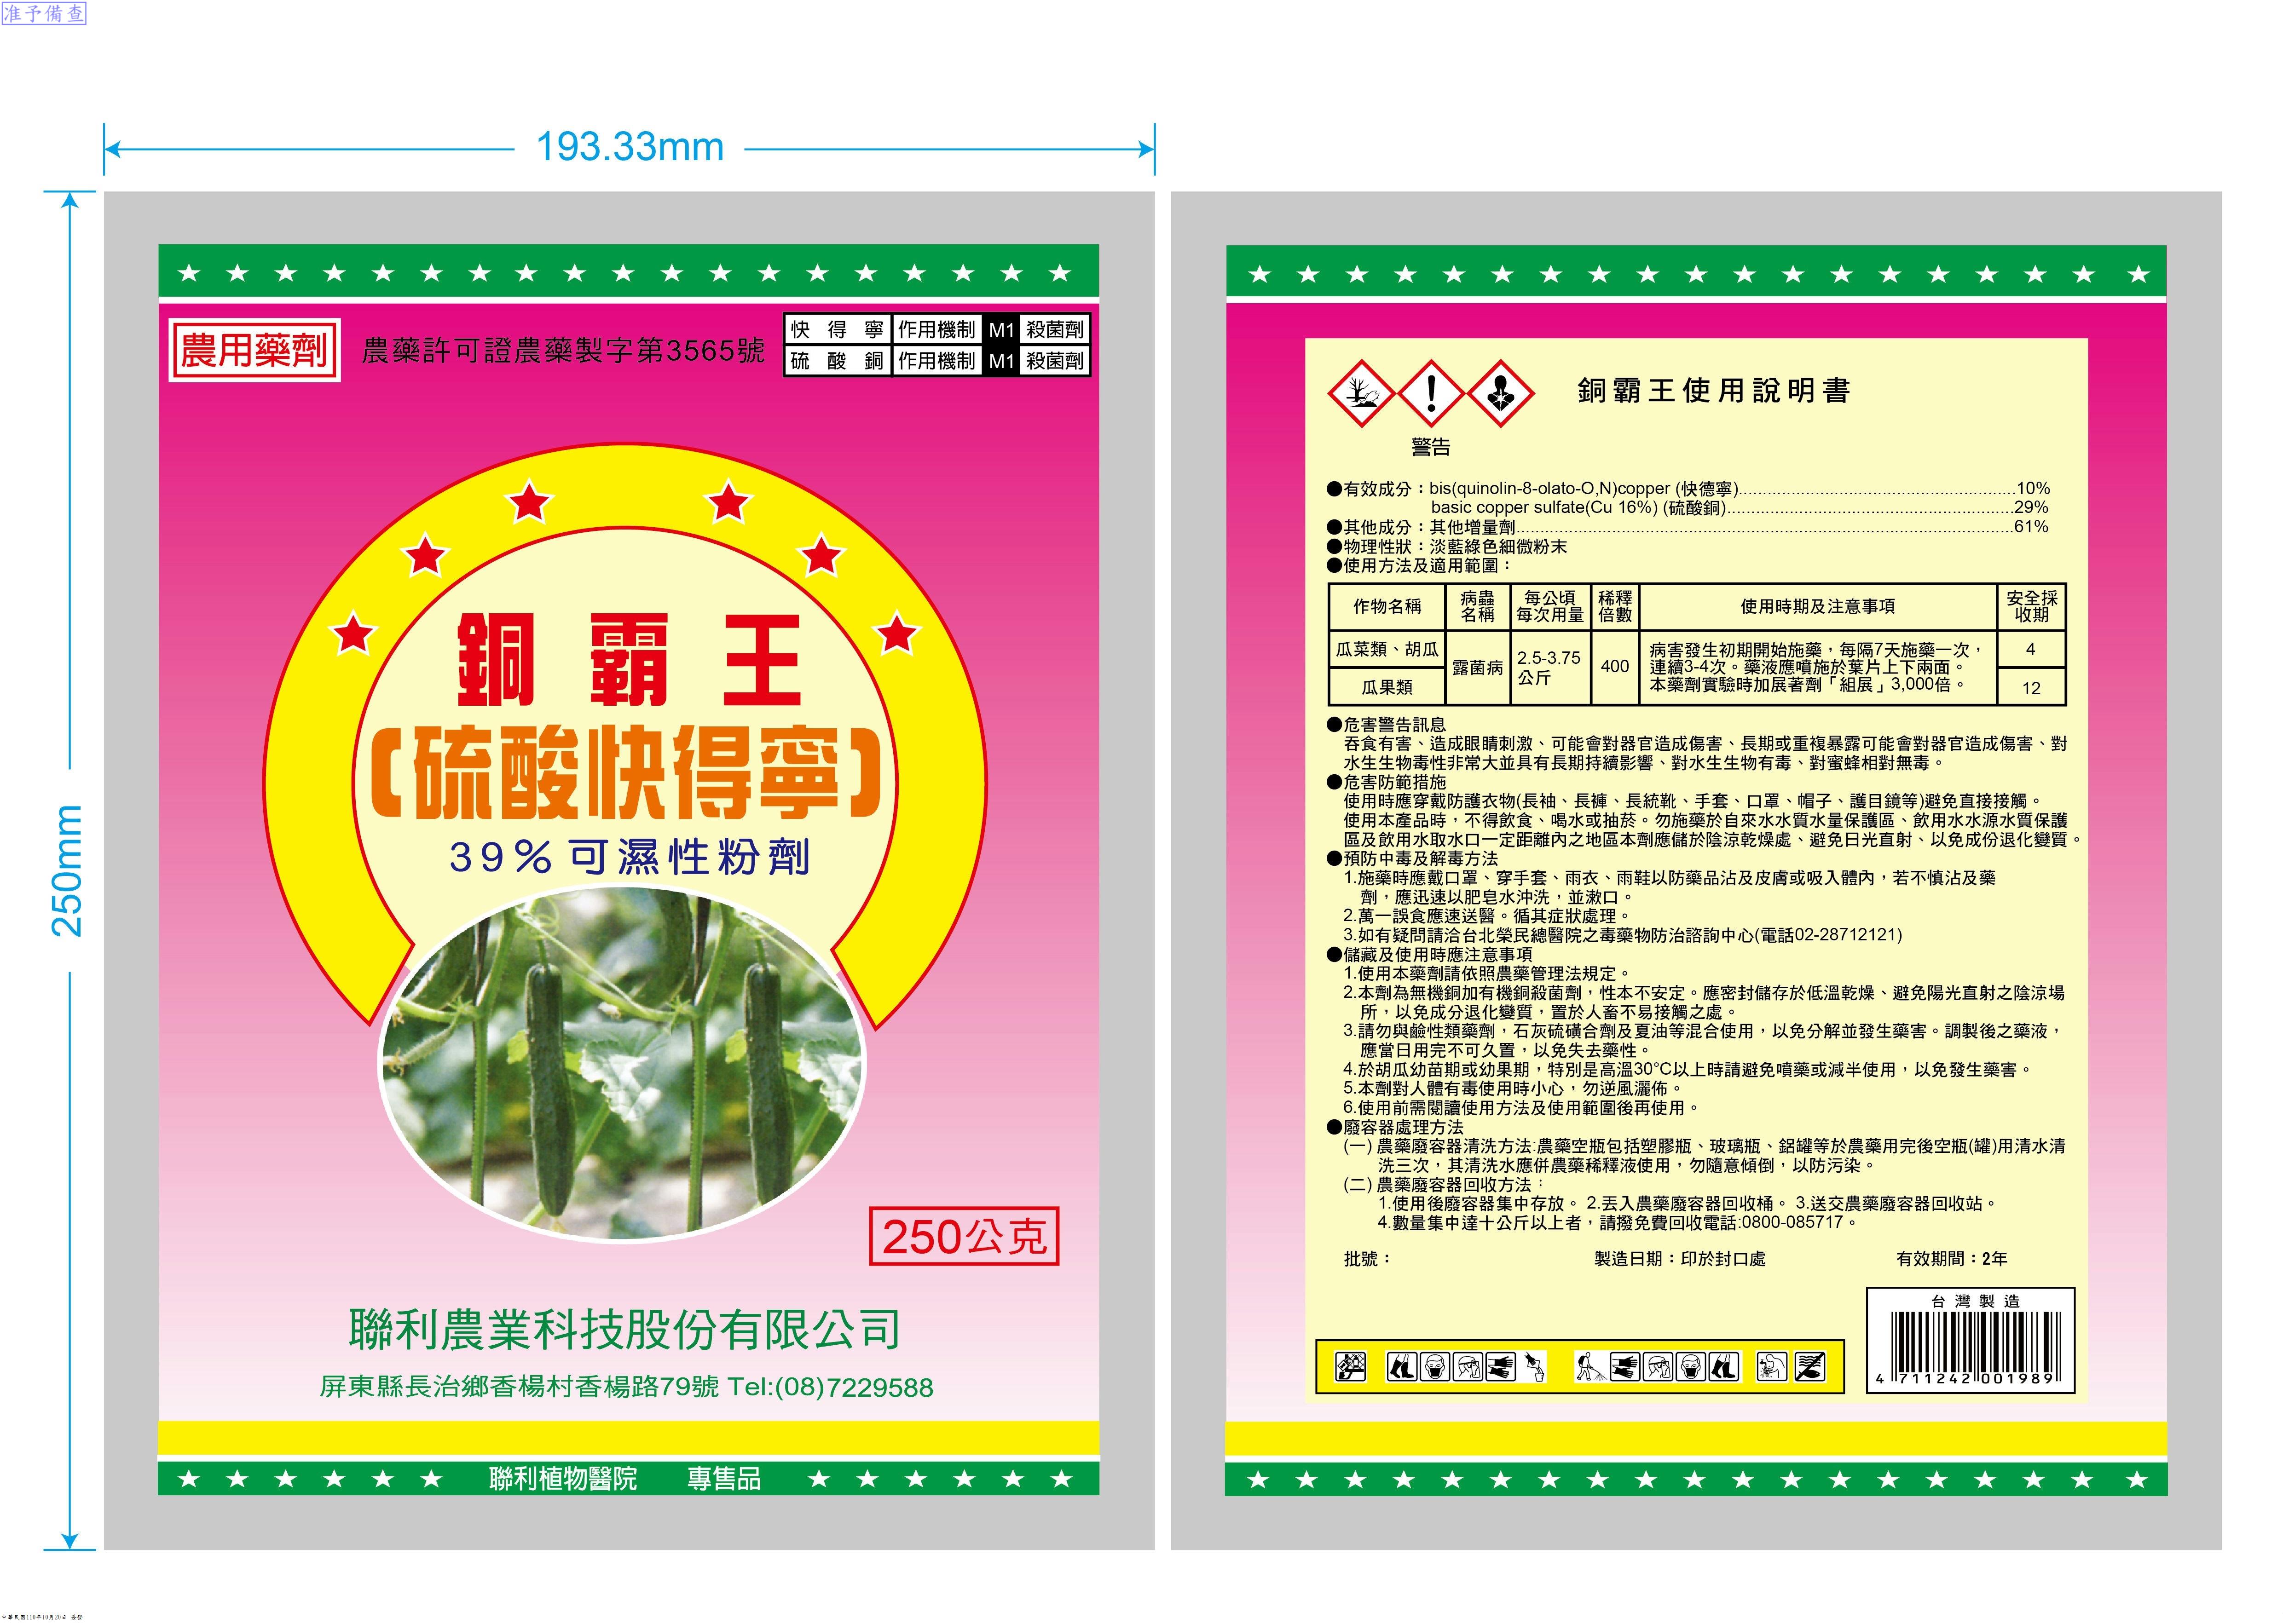 准予備查
193.33mm
250mm
農用藥劑
農藥許可證農藥製字第3565號
快得寧 作用機制 M1 殺菌劑
硫酸銅 作用機制 M1 殺菌劑
銅霸王
(硫酸快得寧)
39%可濕性粉劑
250公克
聯利農業科技股份有限公司
屏東縣長治鄉香楊村香楊路79號 Tel:(08)7229588
聯利植物醫院 專售品
銅霸王使用說明書
警告
●有效成分：bis(quinolin-8-olato-O,N)copper (快德寧)..........10%
basic copper sulfate(Cu 16%) (硫酸銅)..........29%
●其他成分：其他增量劑..........61%
●物理性狀：淡藍綠色細微粉末
●使用方法及適用範圍：
作物名稱 病蟲名稱 每公頃每次用量 稀釋倍數 使用時期及注意事項 安全採收期
瓜菜類、胡瓜 露菌病 2.5-3.75公斤 400 病害發生初期開始施藥，每隔7天施藥一次，
連續3-4次。藥液應噴施於葉片上下兩面。
本藥劑實驗時加展著劑「組展」3,000倍。 4
瓜果類 12
●危害警告訊息
吞食有害、造成眼睛刺激、可能會對器官造成傷害、長期或重複暴露可能會對器官造成傷害、對
水生生物毒性非常大並具有長期持續影響、對水生生物有毒、對蜜蜂相對無毒。
●危害防範措施
使用時應穿戴防護衣物(長袖、長褲、長統靴、手套、口罩、帽子、護目鏡等)避免直接接觸。
使用本產品時，不得飲食、喝水或抽菸。勿施藥於自來水水質水量保護區、飲用水水源水質保護
區及飲用水取水口一定距離內之地區本劑應儲於陰涼乾燥處、避免日光直射、以免成份退化變質。
●預防中毒及解毒方法
1.施藥時應戴口罩、穿手套、雨衣、雨鞋以防藥品沾及皮膚或吸入體內，若不慎沾及藥
劑，應迅速以肥皂水沖洗，並漱口。
2.萬一誤食應速送醫。循其症狀處理。
3.如有疑問請洽台北榮民總醫院之毒藥物防治諮詢中心(電話02-28712121)
●儲藏及使用時應注意事項
1.使用本藥劑請依照農藥管理法規定。
2.本劑為無機銅加有機銅殺菌劑，性本不安定。應密封儲存於低溫乾燥、避免陽光直射之陰涼場
所，以免成分退化變質，置於人畜不易接觸之處。
3.請勿與鹼性類藥劑，石灰硫磺合劑及夏油等混合使用，以免分解並發生藥害。調製後之藥液，
應當日用完不可久置，以免失去藥性。
4.於胡瓜幼苗期或幼果期，特別是高溫30℃以上時請避免噴藥或減半使用，以免發生藥害。
5.本劑對人體有毒使用時小心，勿逆風灑佈。
6.使用前需閱讀使用方法及使用範圍後再使用。
●廢容器處理方法
(一) 農藥廢容器清洗方法:農藥空瓶包括塑膠瓶、玻璃瓶、鋁罐等於農藥用完後空瓶(罐)用清水清
洗三次，其清洗水應併農藥稀釋液使用，勿隨意傾倒，以防污染。
(二) 農藥廢容器回收方法：
1.使用後廢容器集中存放。 2.丟入農藥廢容器回收桶。 3.送交農藥廢容器回收站。
4.數量集中達十公斤以上者，請撥免費回收電話:0800-085717。
批號： 製造日期：印於封口處 有效期間：2年
台灣製造
4 711242 001989
中華民國110年10月20日